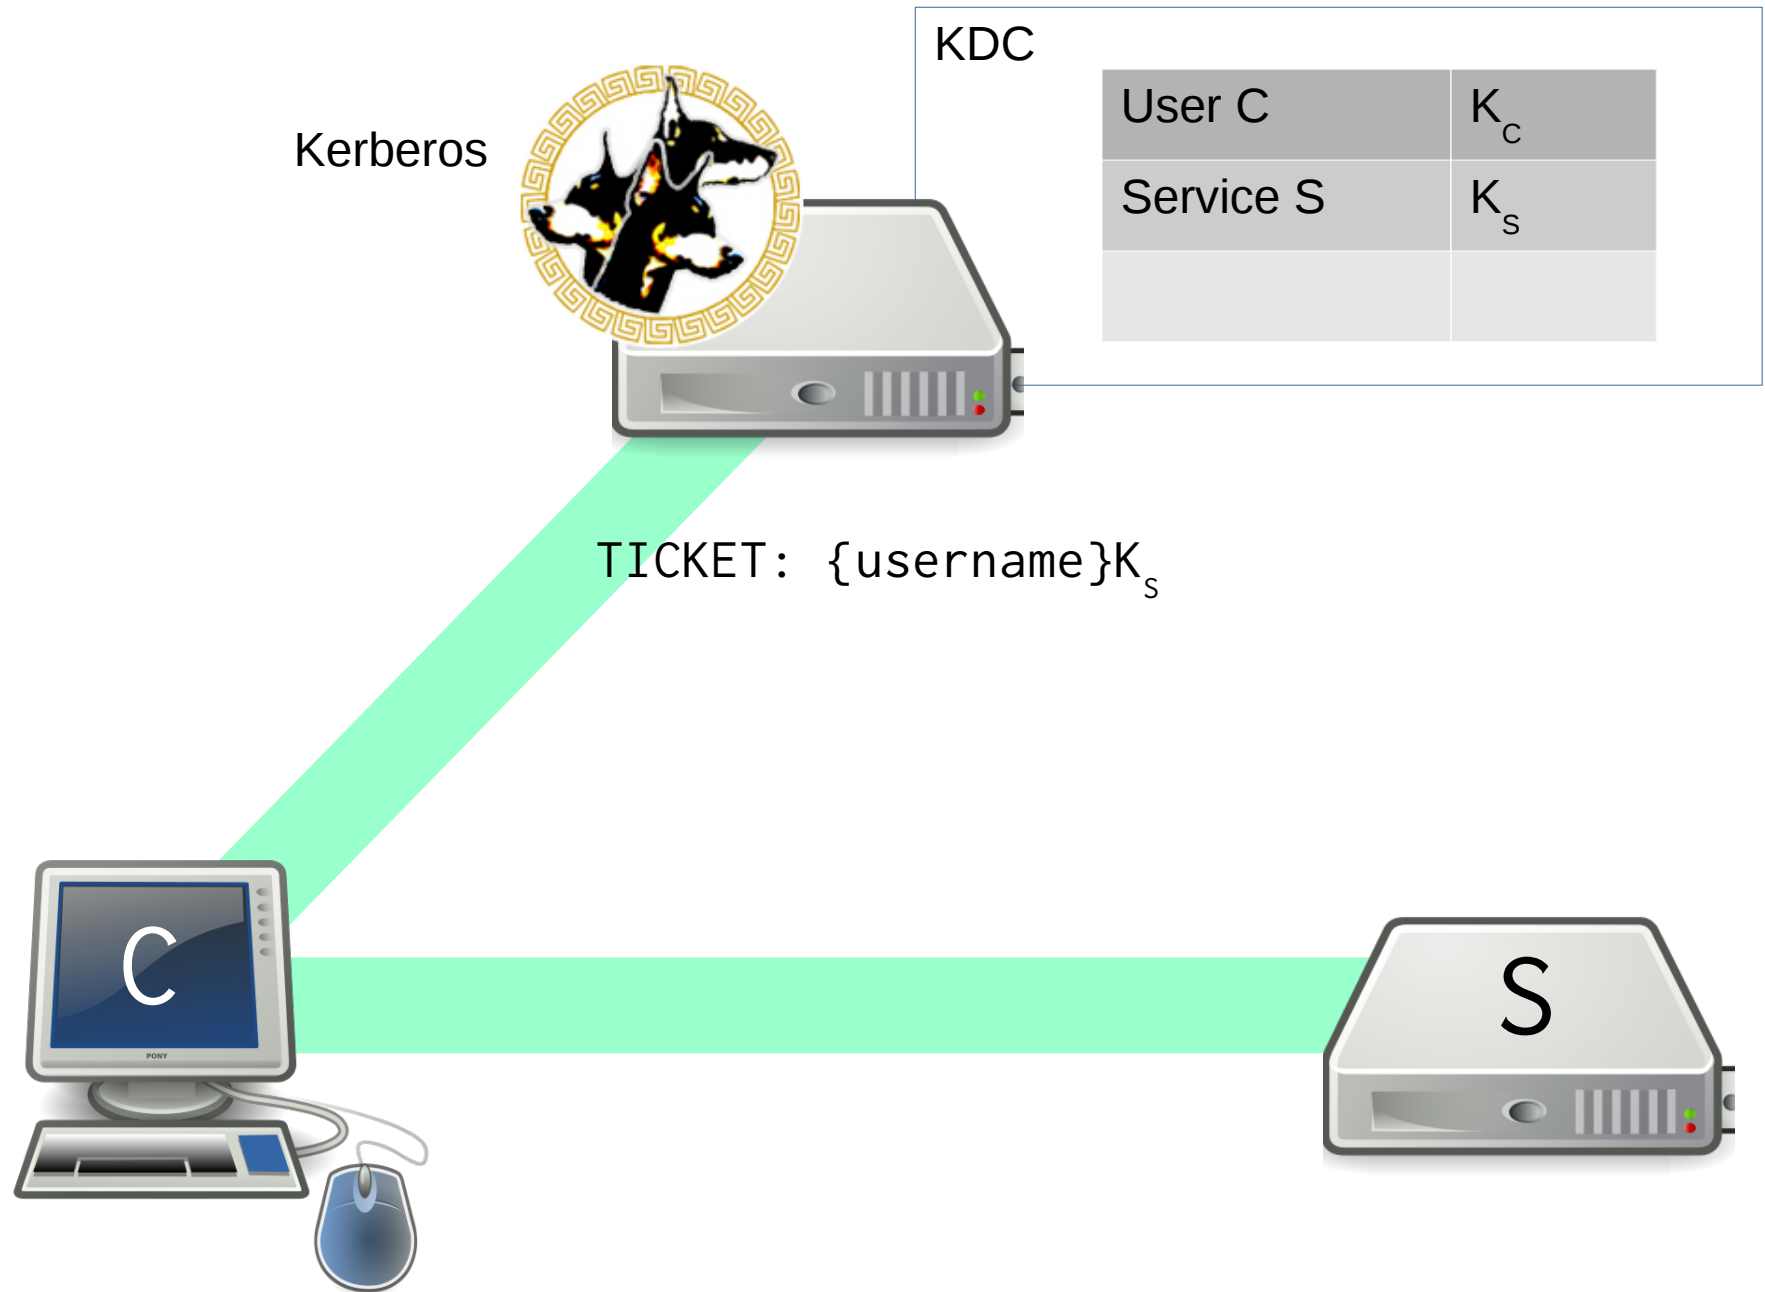 KDC
User C K_C
Kerberos
Service S K_S
TICKET: {username}K_S
C
S
PONY